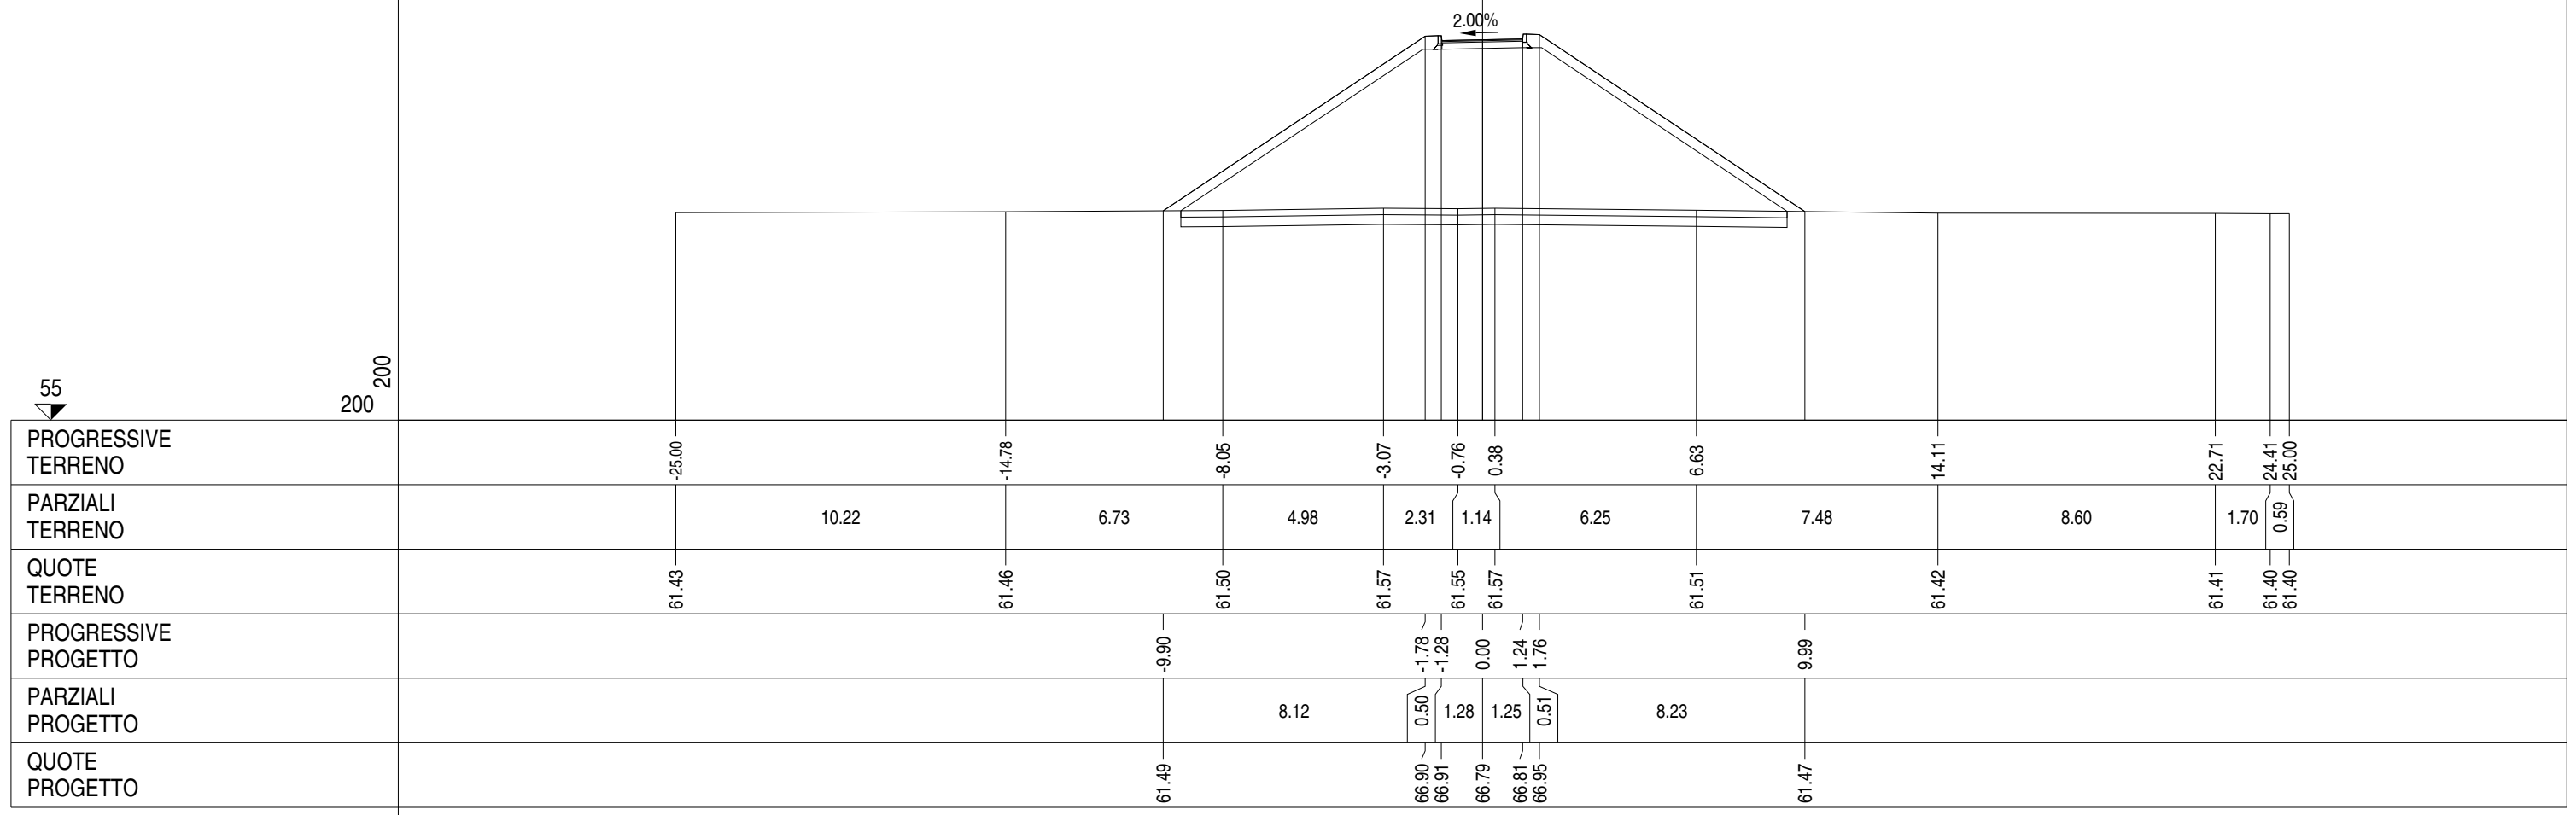 2.00%
200
200
55
PROGRESSIVE
TERRENO
-25.00 -14.78 -8.05 -3.07 -0.76 0.38 6.63 14.11 22.71 24.41 25.00
PARZIALI
TERRENO
10.22 6.73 4.98 2.31 1.14 6.25 7.48 8.60 1.70 0.59
QUOTE
TERRENO
61.43 61.46 61.50 61.57 61.55 61.57 61.51 61.42 61.41 61.40 61.40
PROGRESSIVE
PROGETTO
-9.90 -1.78 -1.28 0.00 1.24 1.76 9.99
PARZIALI
PROGETTO
8.12 0.50 1.28 1.25 0.51 8.23
QUOTE
PROGETTO
61.49 66.90 66.91 66.79 66.81 66.95 61.47